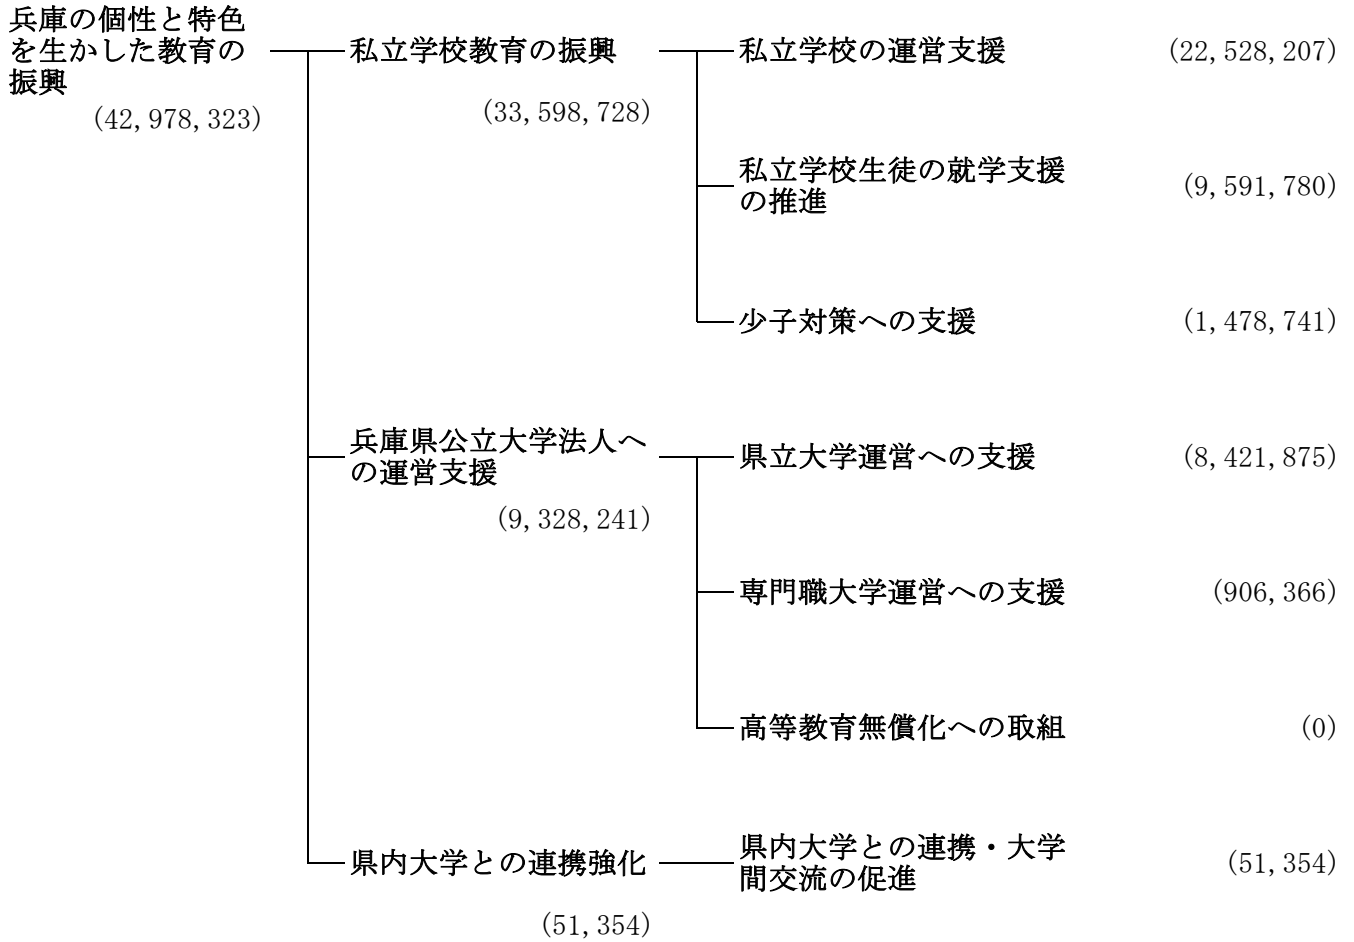 兵庫の個性と特色
を生かした教育の
振興
(42,978,323)
私立学校教育の振興
(33,598,728)
私立学校の運営支援
(22,528,207)
私立学校生徒の就学支援
の推進
(9,591,780)
少子対策への支援
(1,478,741)
兵庫県公立大学法人へ
の運営支援
(9,328,241)
県立大学運営への支援
(8,421,875)
専門職大学運営への支援
(906,366)
高等教育無償化への取組
(0)
県内大学との連携強化
(51,354)
県内大学との連携・大学
間交流の促進
(51,354)